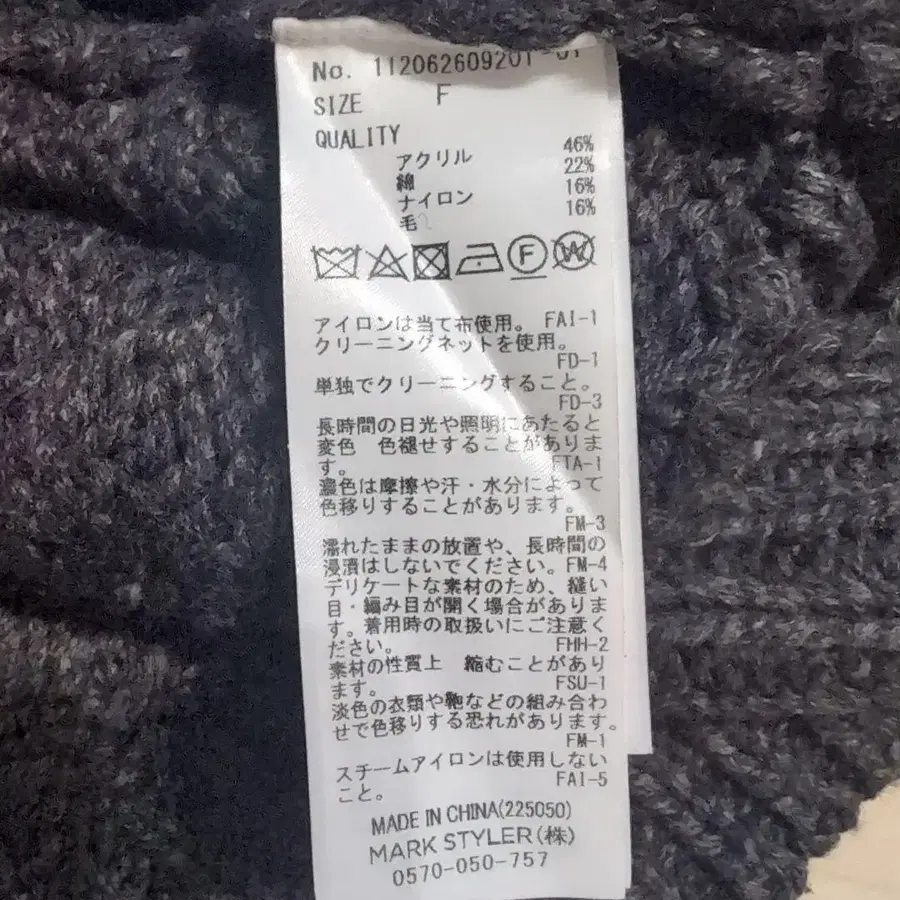 No. 112062609201-01
SIZE F
QUALITY
アクリル 46%
綿 22%
ナイロン 16%
毛 16%
F W
アイロンは当て布使用。 FAI-1
クリーニングネットを使用。
FD-1
単独でクリーニングすること。
FD-3
長時間の日光や照明にあたると
変色 色褪せすることがありま
す。 FTA-1
濃色は摩擦や汗・水分によって
色移りすることがあります。
FM-3
濡れたままの放置や、長時間の
浸漬はしないでください。FM-4
デリケートな素材のため、縫い
目・編み目が開く場合がありま
す。着用時の取扱いにご注意く
ださい。 FHH-2
素材の性質上 縮むことがあり
ます。 FSU-1
淡色の衣類や鞄などの組み合わ
せで色移りする恐れがあります。
FM-1
スチームアイロンは使用しない
こと。 FAI-5
MADE IN CHINA(225050)
MARK STYLER(株)
0570-050-757